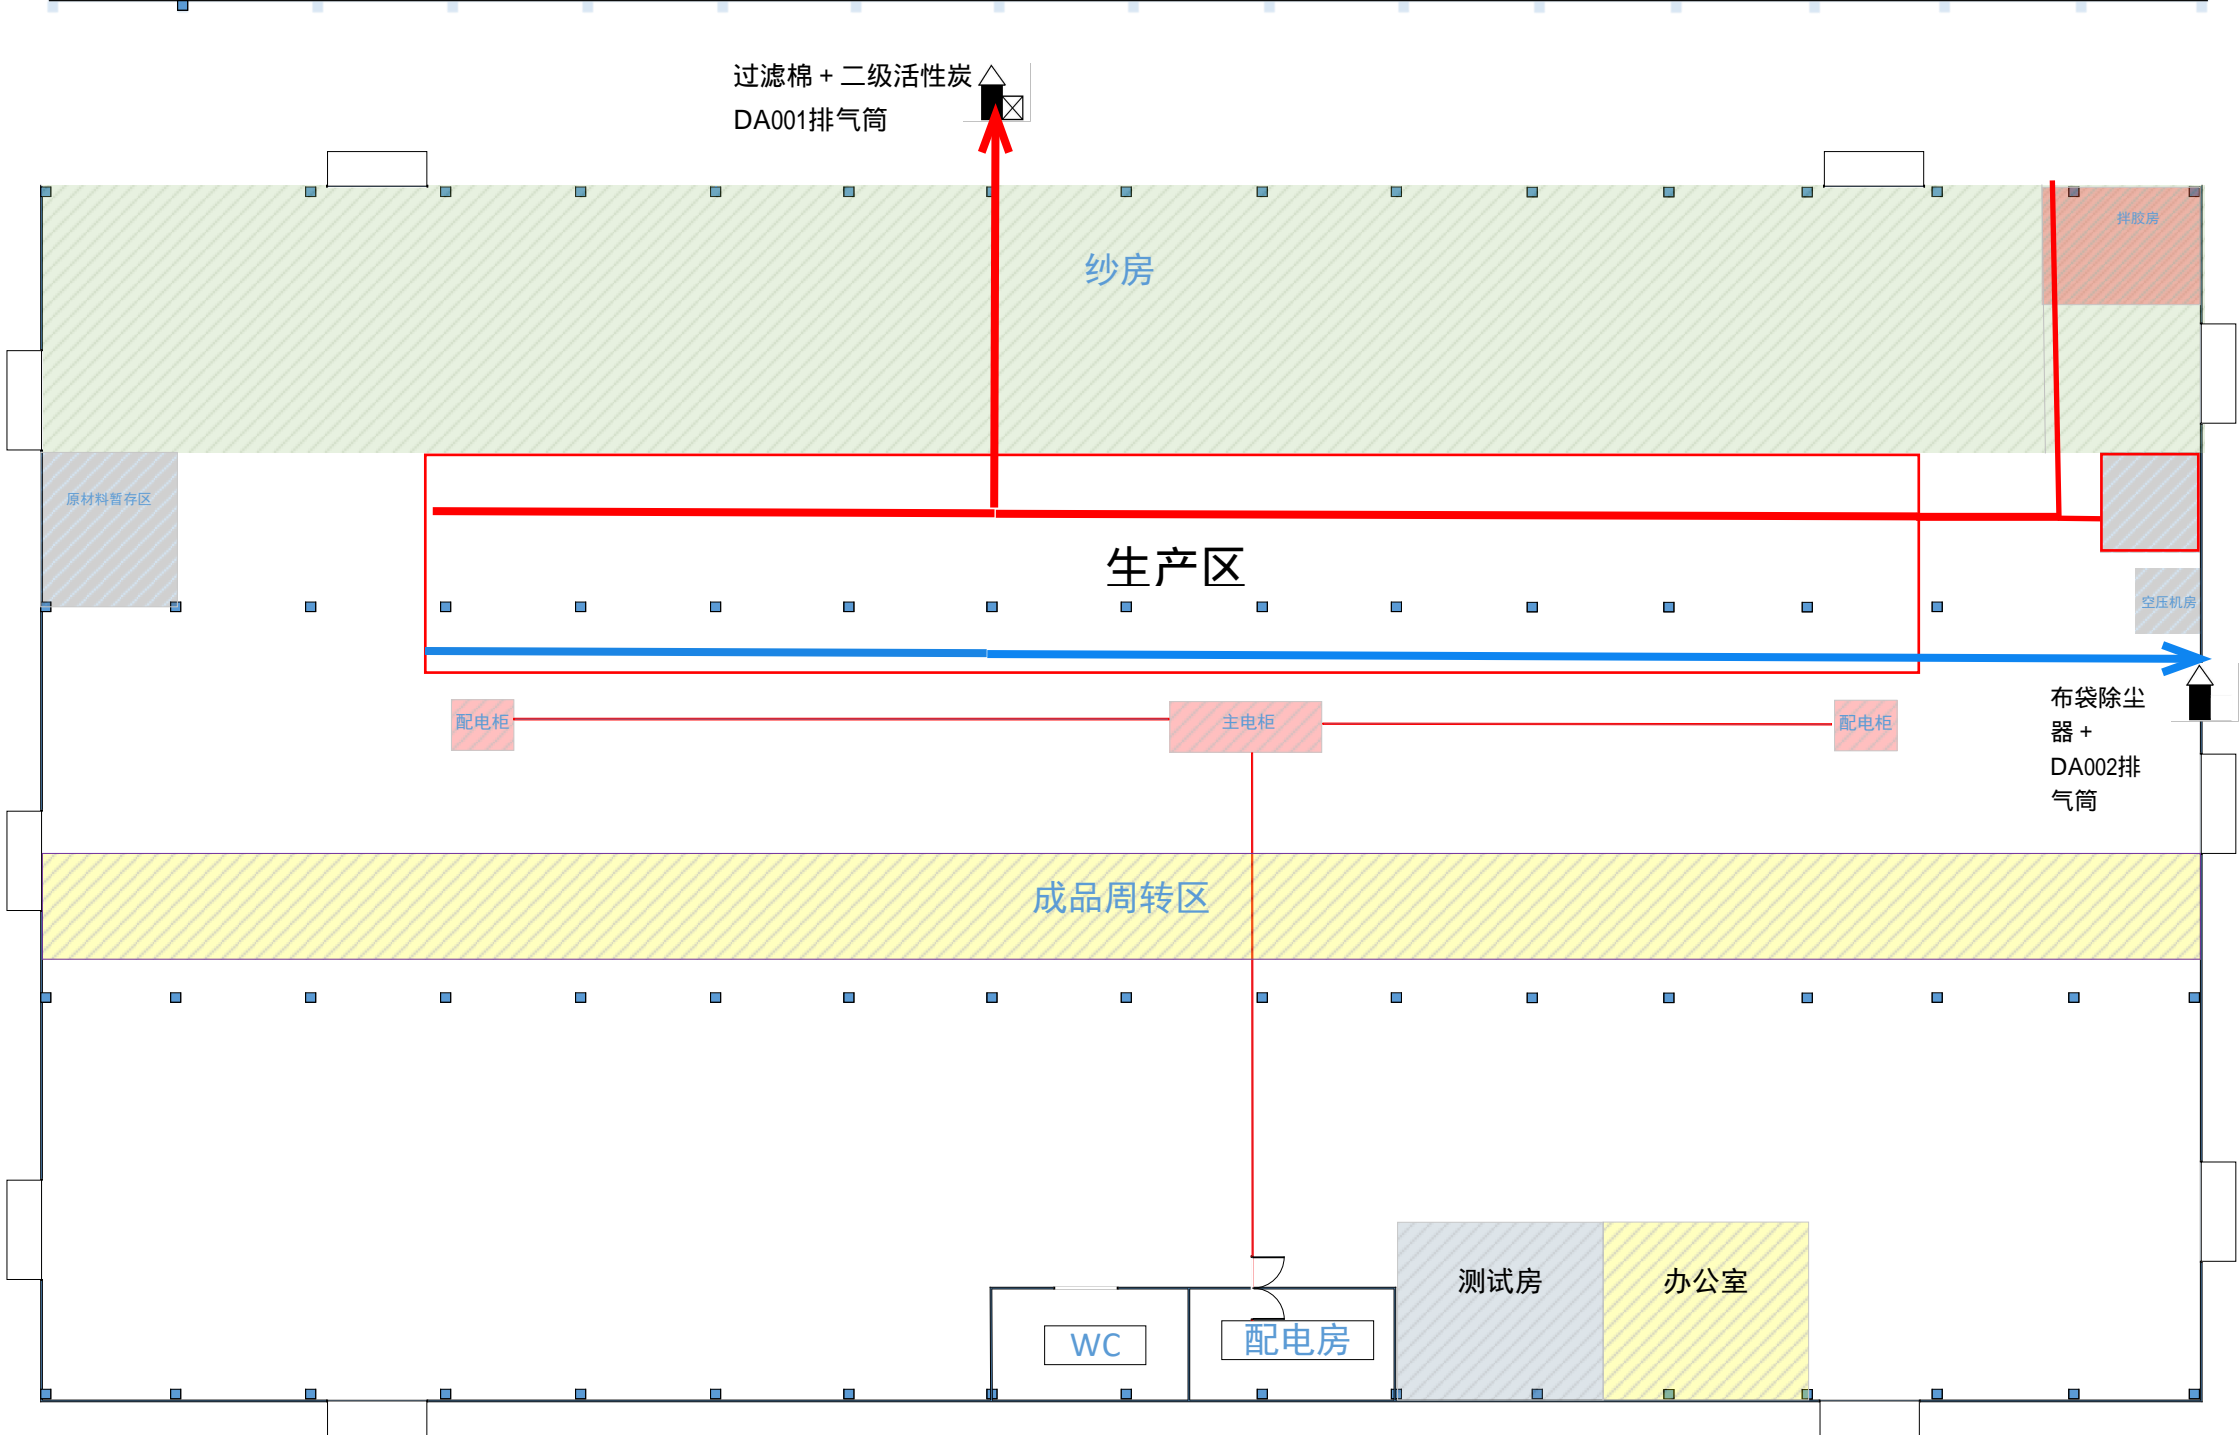 过滤棉 + 二级活性炭
DA001排气筒
拌胶房
纱房
原材料暂存区
生产区
空压机房
配电柜
主电柜
配电柜
布袋除尘
器 +
DA002排
气筒
成品周转区
测试房
办公室
WC
配电房